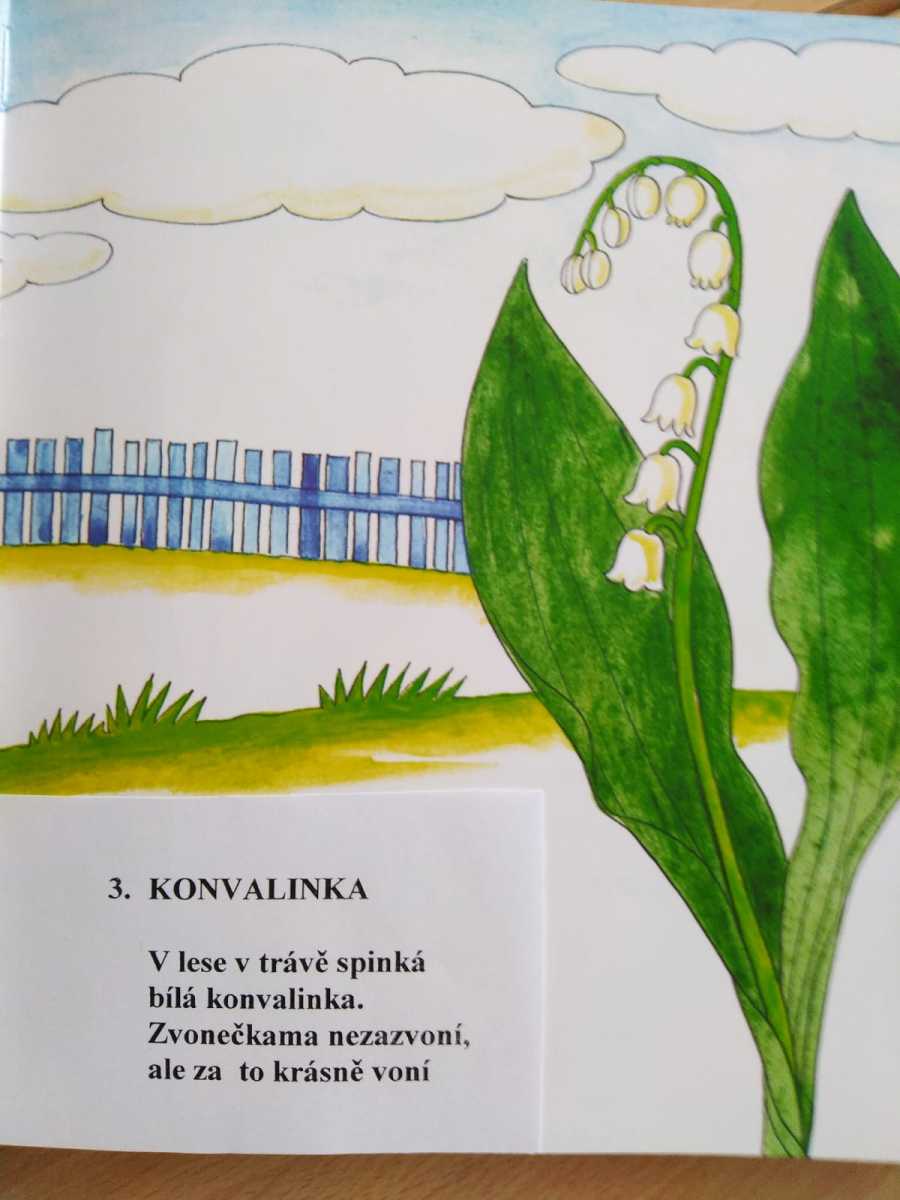 3. KONVALINKA
V lese v trávě spinká
bílá konvalinka.
Zvonečkama nezazvoní,
ale za to krásně voní